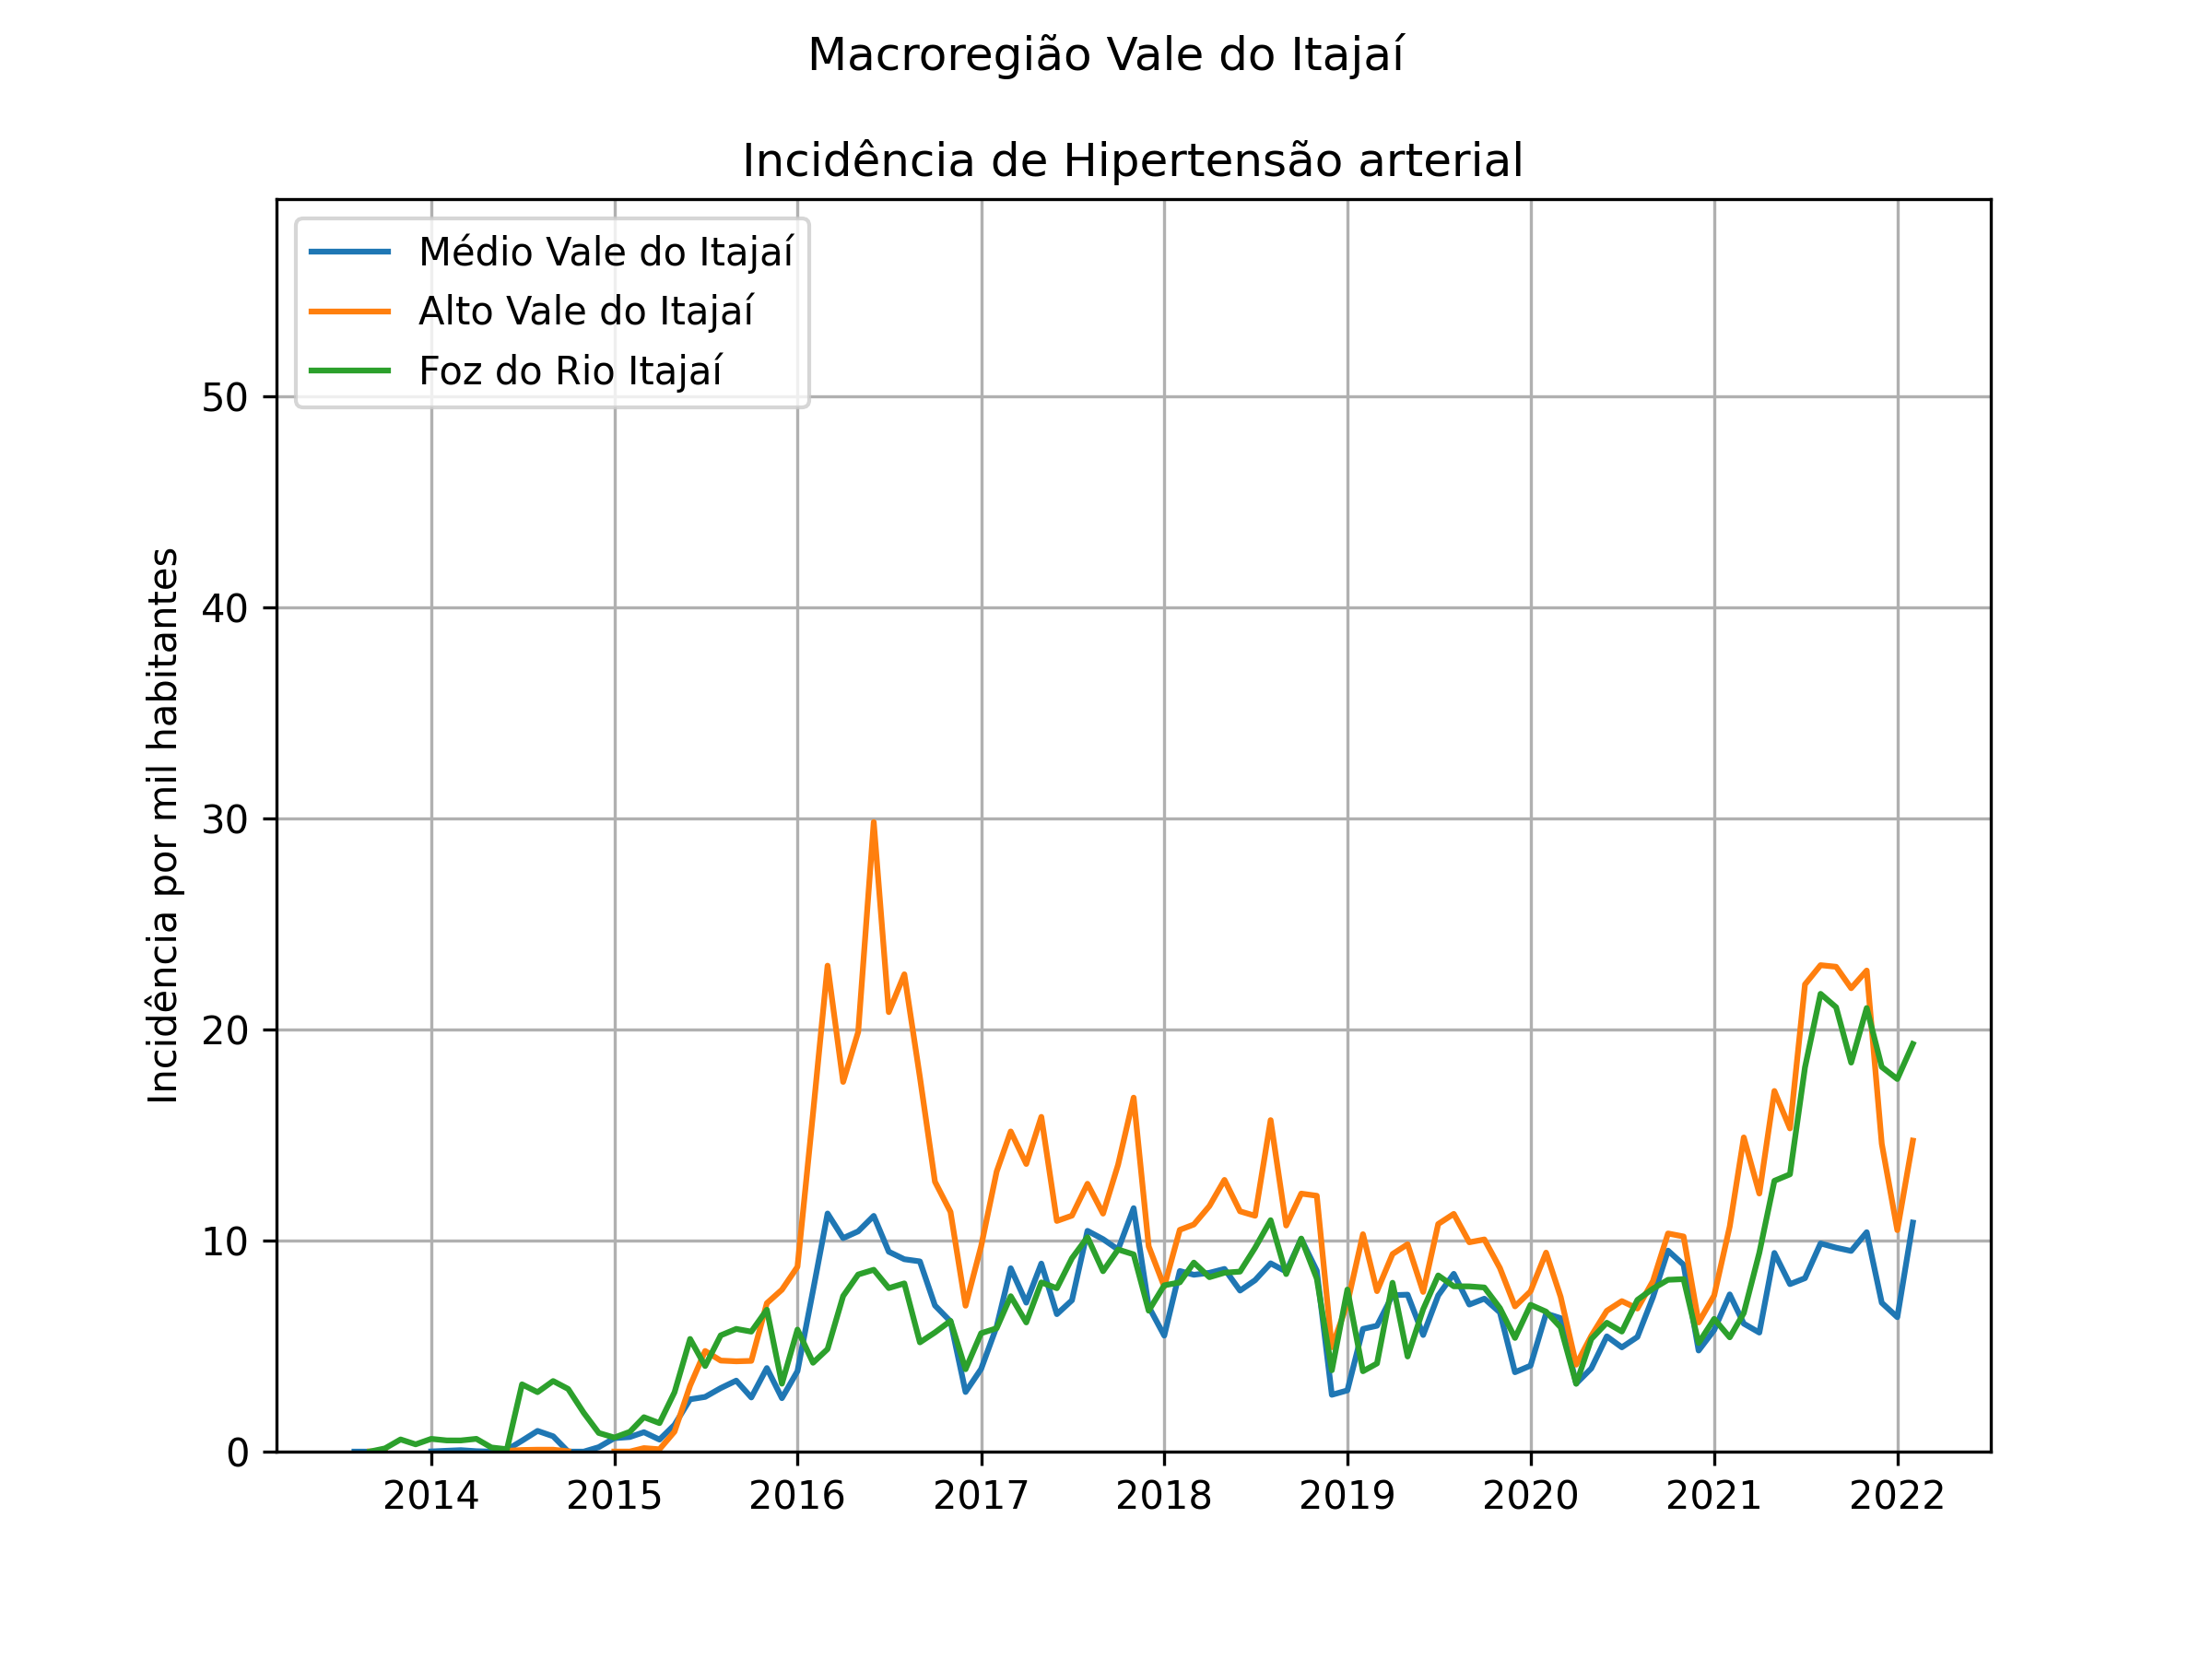 Macroregião Vale do Itajaí
Incidência de Hipertensão arterial
Médio Vale do Itajaí
Alto Vale do Itajaí
Foz do Rio Itajaí
Incidência por mil habitantes
50
40
30
20
10
0
2014 2015 2016 2017 2018 2019 2020 2021 2022